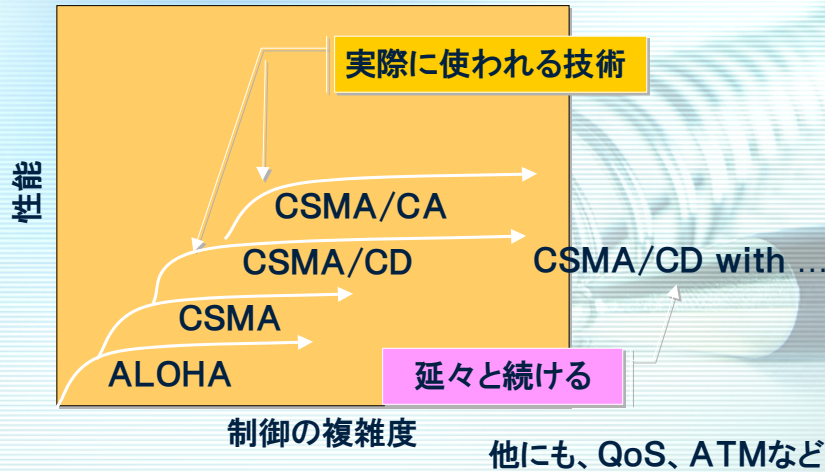 実際に使われる技術
性能
CSMA/CA
CSMA/CD
CSMA/CD with …
CSMA
ALOHA
延々と続ける
制御の複雑度
他にも、QoS、ATMなど